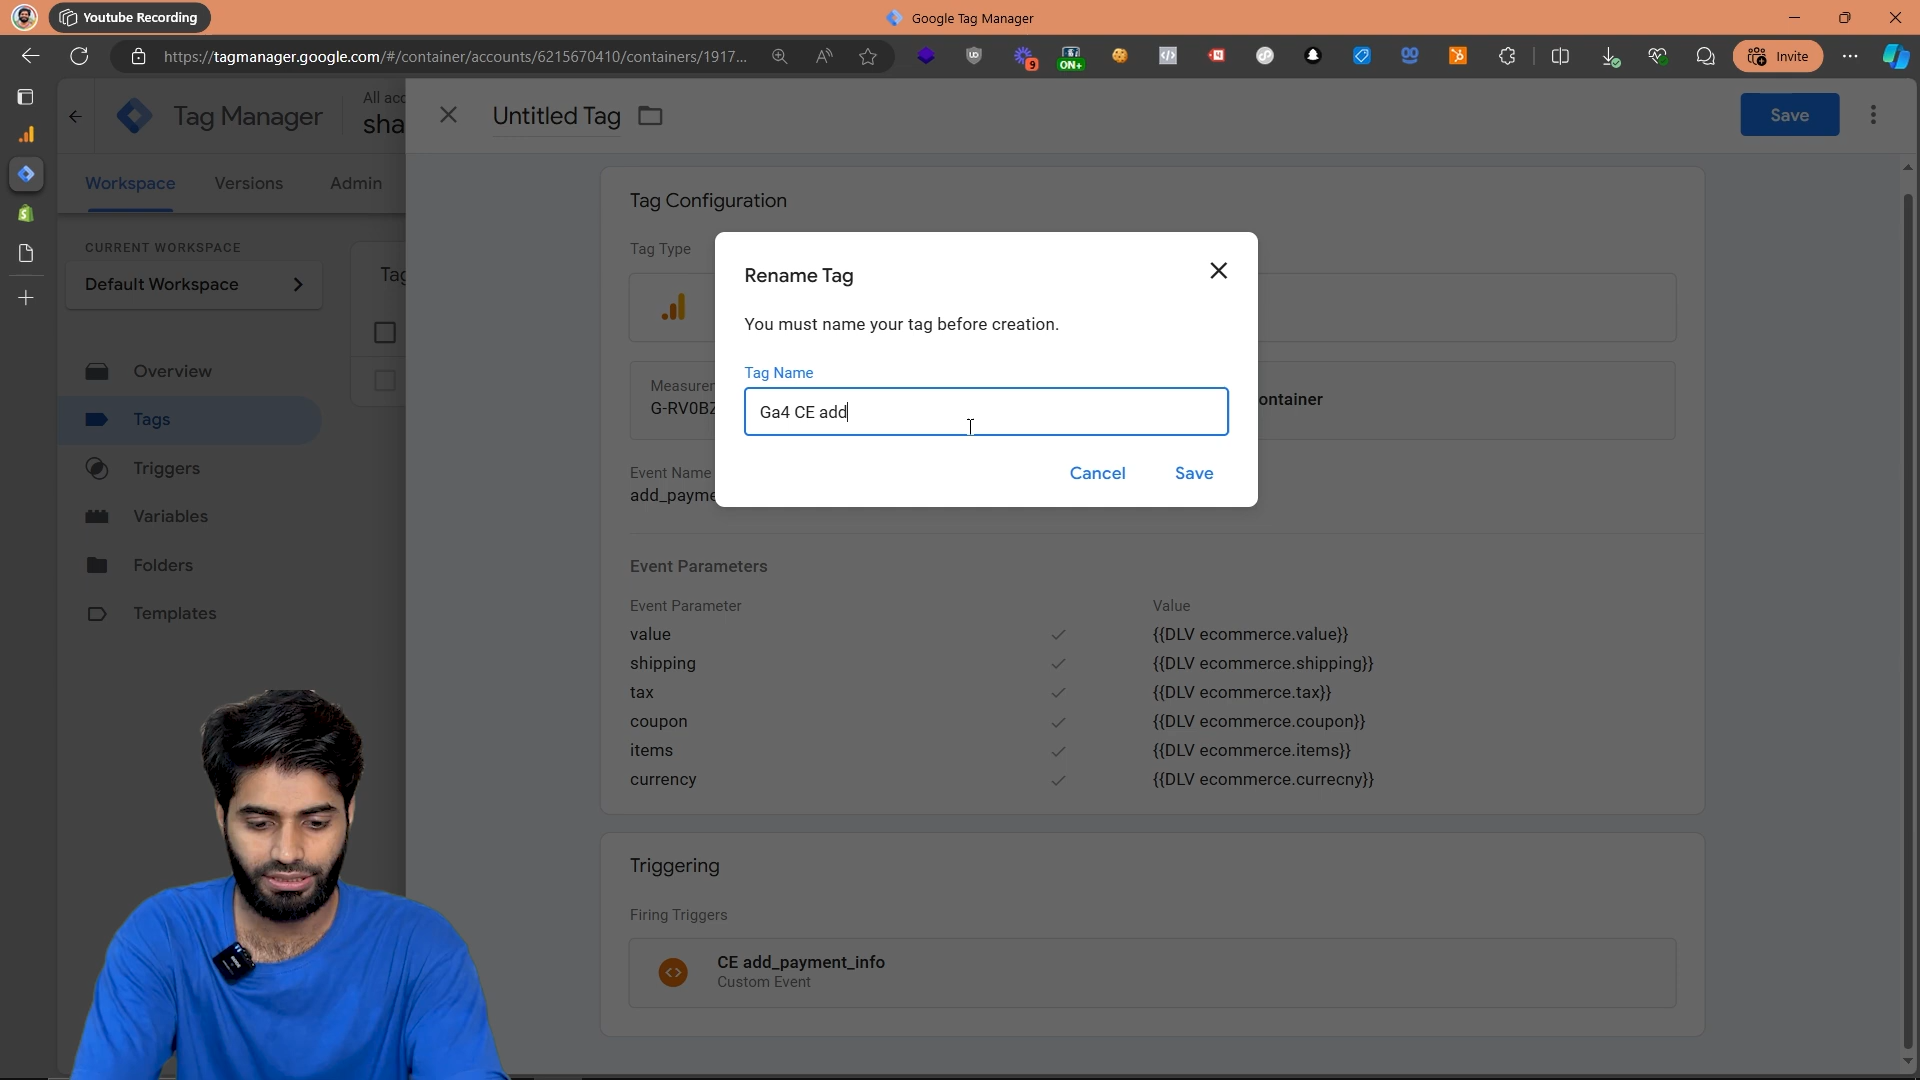 Youtube Recording
Google Tag Manager
https://tagmanager.google.com/#/container/accounts/6215670410/containers/1917...
9
ON+
Invite
Tag Manager
All acc
sha
Untitled Tag
Save
Workspace
Versions
Admin
CURRENT WORKSPACE
Default Workspace
Tag
Overview
Tags
Triggers
Variables
Folders
Templates
Tag Configuration
Tag Type
Measurer
G-RV0BZ
ontainer
Event Name
add_payme
Rename Tag
You must name your tag before creation.
Tag Name
Ga4 CE add
Cancel
Save
Event Parameters
Event Parameter
Value
value
{{DLV ecommerce.value}}
shipping
{{DLV ecommerce.shipping}}
tax
{{DLV ecommerce.tax}}
coupon
{{DLV ecommerce.coupon}}
items
{{DLV ecommerce.items}}
currency
{{DLV ecommerce.currecny}}
Triggering
Firing Triggers
CE add_payment_info
Custom Event